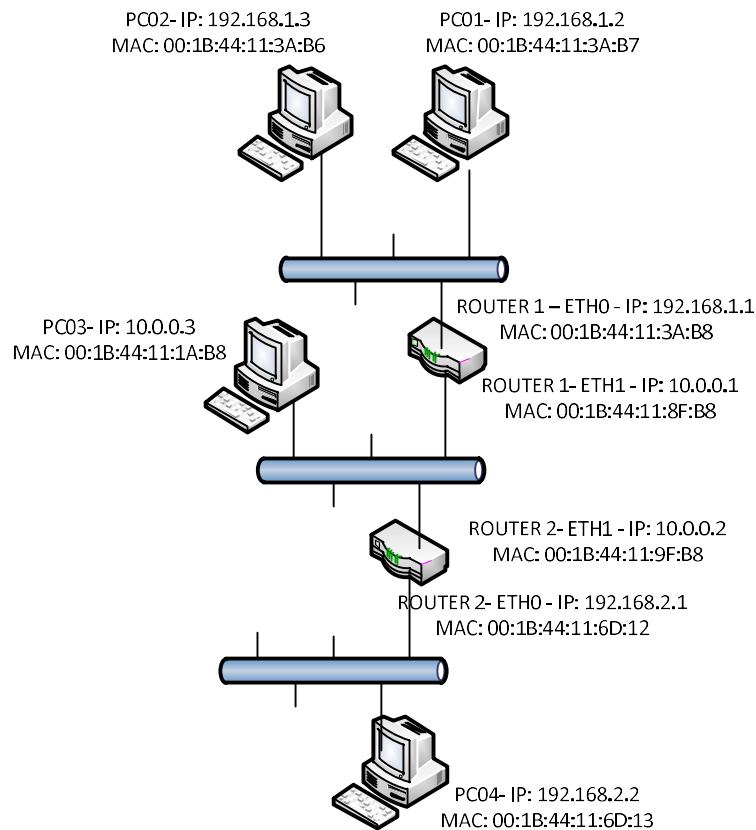 PC02- IP: 192.168.1.3
MAC: 00:1B:44:11:3A:B6
PC01- IP: 192.168.1.2
MAC: 00:1B:44:11:3A:B7
ROUTER 1 – ETH0 - IP: 192.168.1.1
MAC: 00:1B:44:11:3A:B8
PC03- IP: 10.0.0.3
MAC: 00:1B:44:11:1A:B8
ROUTER 1- ETH1 - IP: 10.0.0.1
MAC: 00:1B:44:11:8F:B8
ROUTER 2- ETH1 - IP: 10.0.0.2
MAC: 00:1B:44:11:9F:B8
ROUTER 2- ETH0 - IP: 192.168.2.1
MAC: 00:1B:44:11:6D:12
PC04- IP: 192.168.2.2
MAC: 00:1B:44:11:6D:13